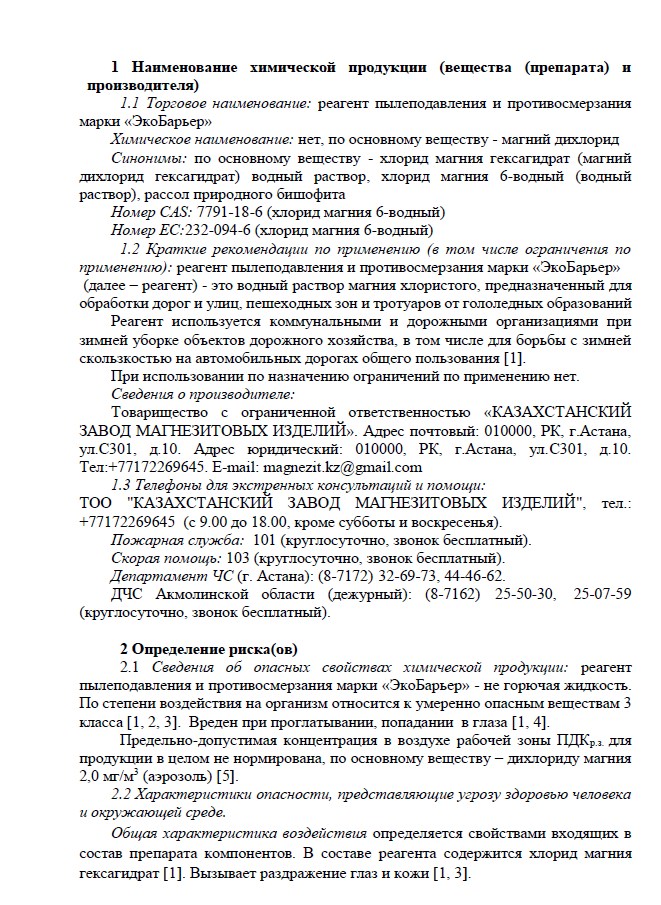 1 Наименование химической продукции (вещества (препарата) и
производителя)
1.1 Торговое наименование: реагент пылеподавления и противосмерзания
марки «ЭкоБарьер»
Химическое наименование: нет, по основному веществу - магний дихлорид
Синонимы: по основному веществу - хлорид магния гексагидрат (магний
дихлорид гексагидрат) водный раствор, хлорид магния 6-водный (водный
раствор), рассол природного бишофита
Номер CAS: 7791-18-6 (хлорид магния 6-водный)
Номер ЕС:232-094-6 (хлорид магния 6-водный)
1.2 Краткие рекомендации по применению (в том числе ограничения по
применению): реагент пылеподавления и противосмерзания марки «ЭкоБарьер»
(далее – реагент) - это водный раствор магния хлористого, предназначенный для
обработки дорог и улиц, пешеходных зон и тротуаров от гололедных образований
Реагент используется коммунальными и дорожными организациями при
зимней уборке объектов дорожного хозяйства, в том числе для борьбы с зимней
скользкостью на автомобильных дорогах общего пользования [1].
При использовании по назначению ограничений по применению нет.
Сведения о производителе:
Товарищество с ограниченной ответственностью «КАЗАХСТАНСКИЙ
ЗАВОД МАГНЕЗИТОВЫХ ИЗДЕЛИЙ». Адрес почтовый: 010000, РК, г.Астана,
ул.С301, д.10. Адрес юридический: 010000, РК, г.Астана, ул.С301, д.10.
Тел:+77172269645. E-mail: magnezit.kz@gmail.com
1.3 Телефоны для экстренных консультаций и помощи:
ТОО "КАЗАХСТАНСКИЙ ЗАВОД МАГНЕЗИТОВЫХ ИЗДЕЛИЙ", тел.:
+77172269645 (с 9.00 до 18.00, кроме субботы и воскресенья).
Пожарная служба: 101 (круглосуточно, звонок бесплатный).
Скорая помощь: 103 (круглосуточно, звонок бесплатный).
Департамент ЧС (г. Астана): (8-7172) 32-69-73, 44-46-62.
ДЧС Акмолинской области (дежурный): (8-7162) 25-50-30, 25-07-59
(круглосуточно, звонок бесплатный).
2 Определение риска(ов)
2.1 Сведения об опасных свойствах химической продукции: реагент
пылеподавления и противосмерзания марки «ЭкоБарьер» - не горючая жидкость.
По степени воздействия на организм относится к умеренно опасным веществам 3
класса [1, 2, 3]. Вреден при проглатывании, попадании в глаза [1, 4].
Предельно-допустимая концентрация в воздухе рабочей зоны ПДКр.з. для
продукции в целом не нормирована, по основному веществу – дихлориду магния
2,0 мг/м³ (аэрозоль) [5].
2.2 Характеристики опасности, представляющие угрозу здоровью человека
и окружающей среде.
Общая характеристика воздействия определяется свойствами входящих в
состав препарата компонентов. В составе реагента содержится хлорид магния
гексагидрат [1]. Вызывает раздражение глаз и кожи [1, 3].